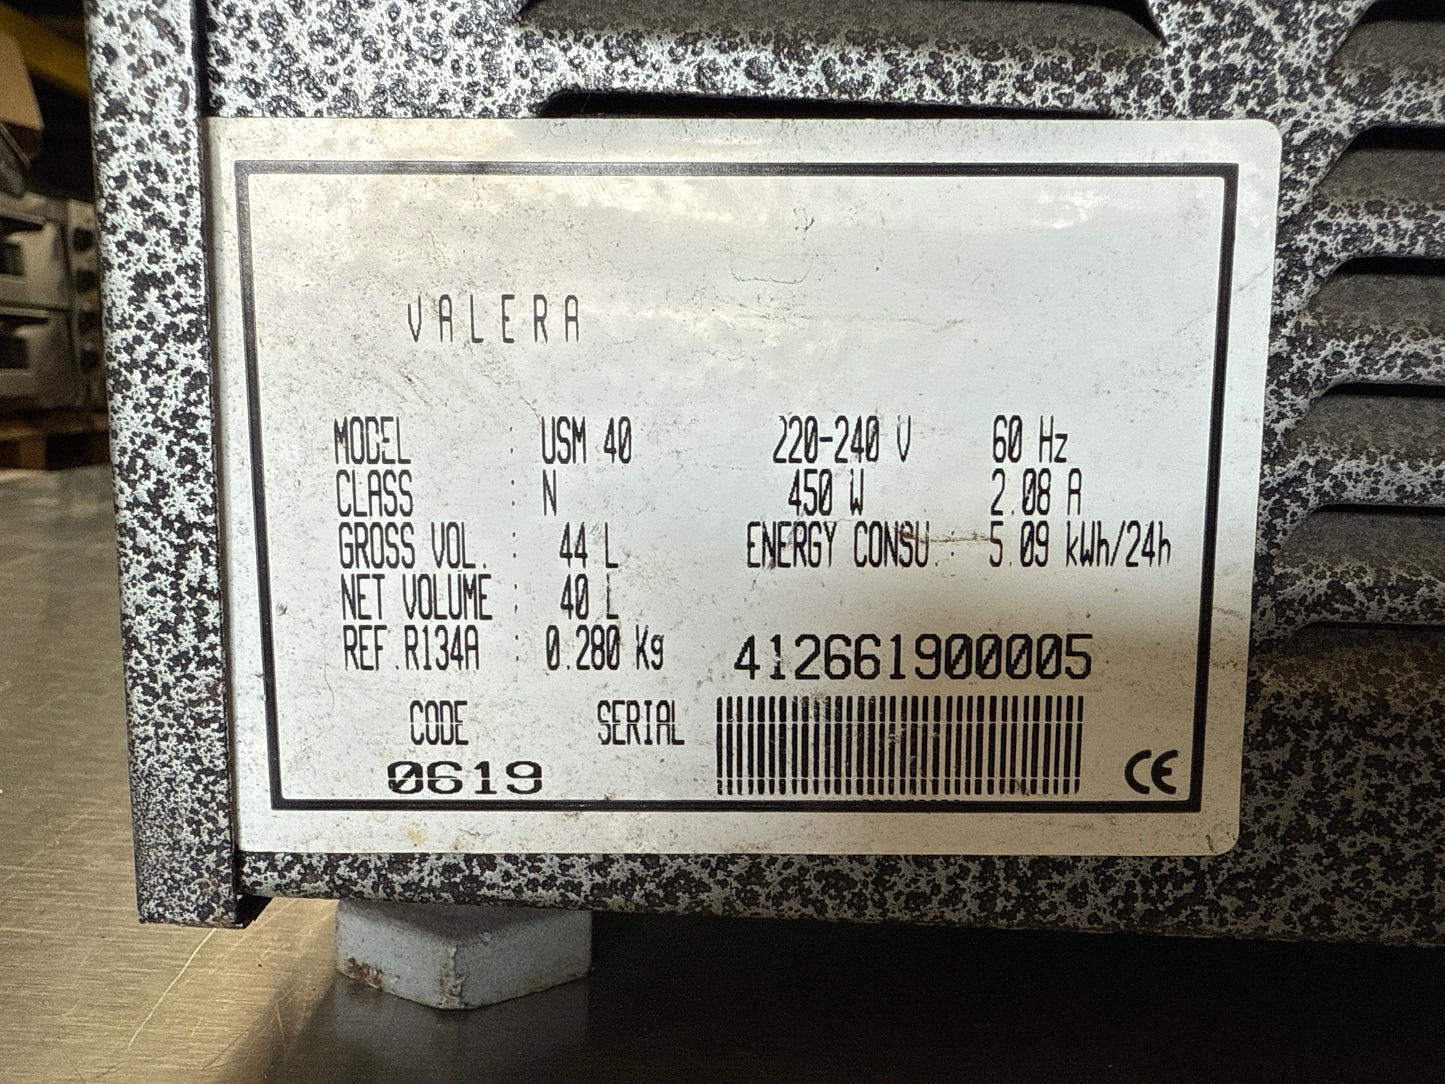 VALERA
MODEL : USM 40 220-240 V 60 Hz
CLASS : N 450 W 2.08 A
GROSS VOL. : 44 L ENERGY CONSU. 5.09 kWh/24h
NET VOLUME : 40 L
REF.R134A : 0.280 Kg 412661900005
CODE SERIAL
0619 CE